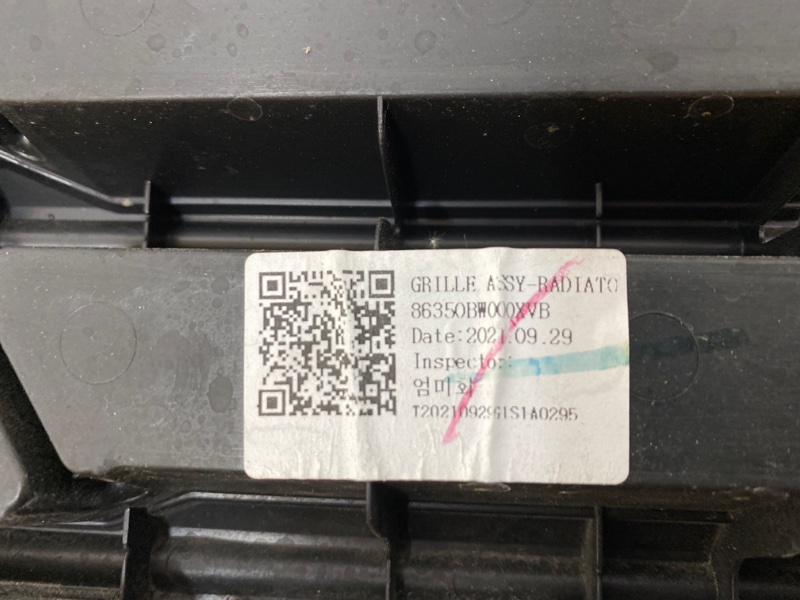 GRILLE ASSY-RADIATO
86350BW000XVB
Date:2021.09.29
Inspector:
엄미화
T20210929G1S1A0295